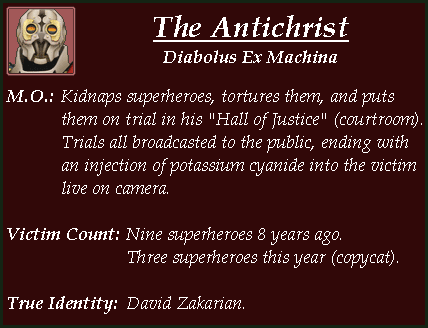 The Antichrist
Diabolus Ex Machina
M.O.: Kidnaps superheroes, tortures them, and puts
them on trial in his "Hall of Justice" (courtroom).
Trials all broadcasted to the public, ending with
an injection of potassium cyanide into the victim
live on camera.
Victim Count: Nine superheroes 8 years ago.
Three superheroes this year (copycat).
True Identity: David Zakarian.